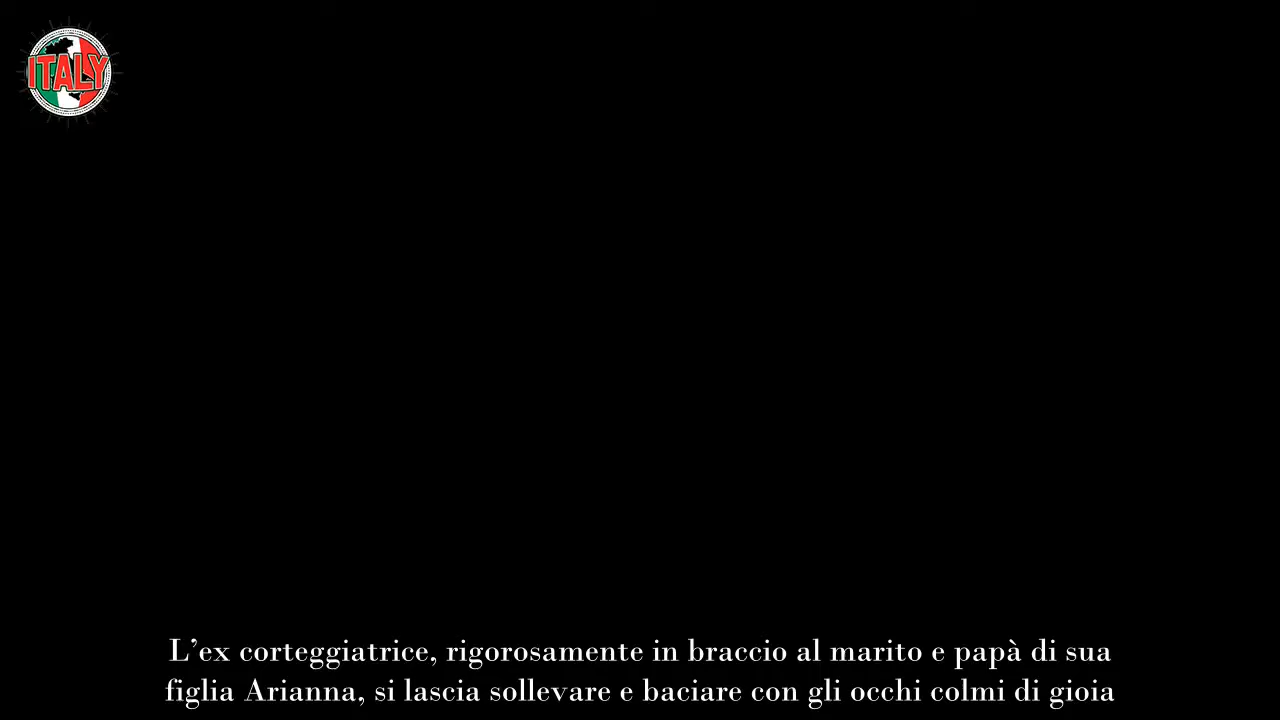 ITALY
L’ex corteggiatrice, rigorosamente in braccio al marito e papà di sua
figlia Arianna, si lascia sollevare e baciare con gli occhi colmi di gioia